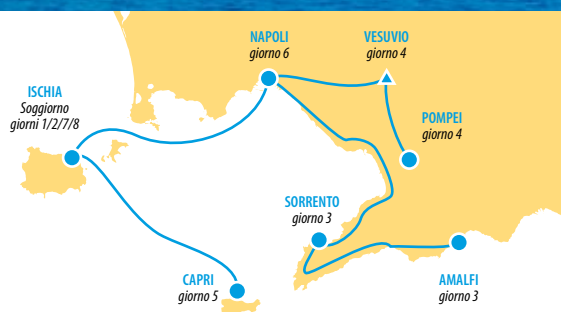 NAPOLI
giorno 6
VESUVIO
giorno 4
ISCHIA
Soggiorno
giorni 1/2/7/8
POMPEI
giorno 4
SORRENTO
giorno 3
CAPRI
giorno 5
AMALFI
giorno 3